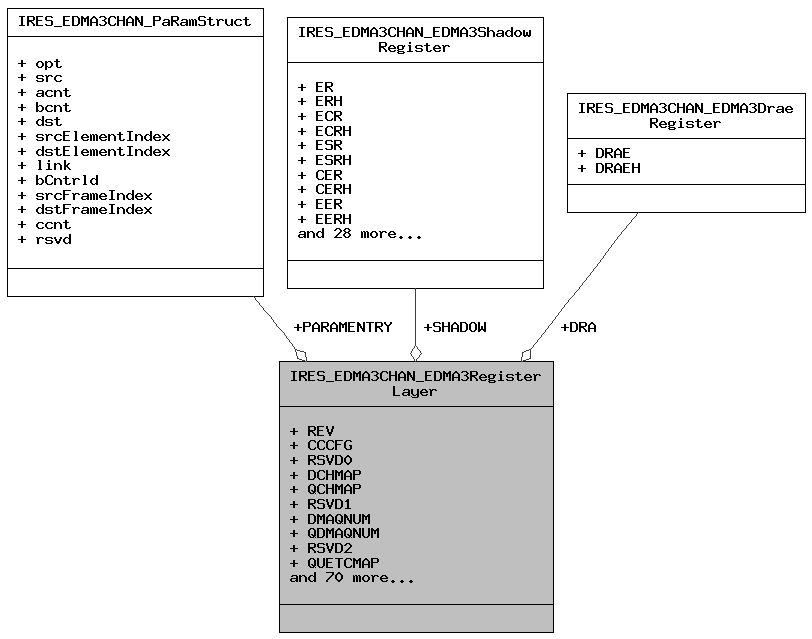 IRES_EDMA3CHAN_PaRamStruct
+ opt
+ src
+ acnt
+ bcnt
+ dst
+ srcElementIndex
+ dstElementIndex
+ link
+ bCntrld
+ srcFrameIndex
+ dstFrameIndex
+ ccnt
+ rsvd
IRES_EDMA3CHAN_EDMA3Shadow
Register
+ ER
+ ERH
+ ECR
+ ECRH
+ ESR
+ ESRH
+ CER
+ CERH
+ EER
+ EERH
and 28 more...
IRES_EDMA3CHAN_EDMA3Drae
Register
+ DRAE
+ DRAEH
+PARAMENTRY
+SHADOW
+DRA
IRES_EDMA3CHAN_EDMA3Register
Layer
+ REV
+ CCCFG
+ RSVD0
+ DCHMAP
+ QCHMAP
+ RSVD1
+ DMAQNUM
+ QDMAQNUM
+ RSVD2
+ QUETCMAP
and 70 more...